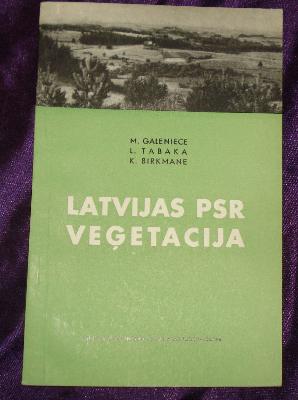 M. GALENIECE
L. TABAKA
K. BIRKMANE
LATVIJAS PSR
VEĢETACIJA